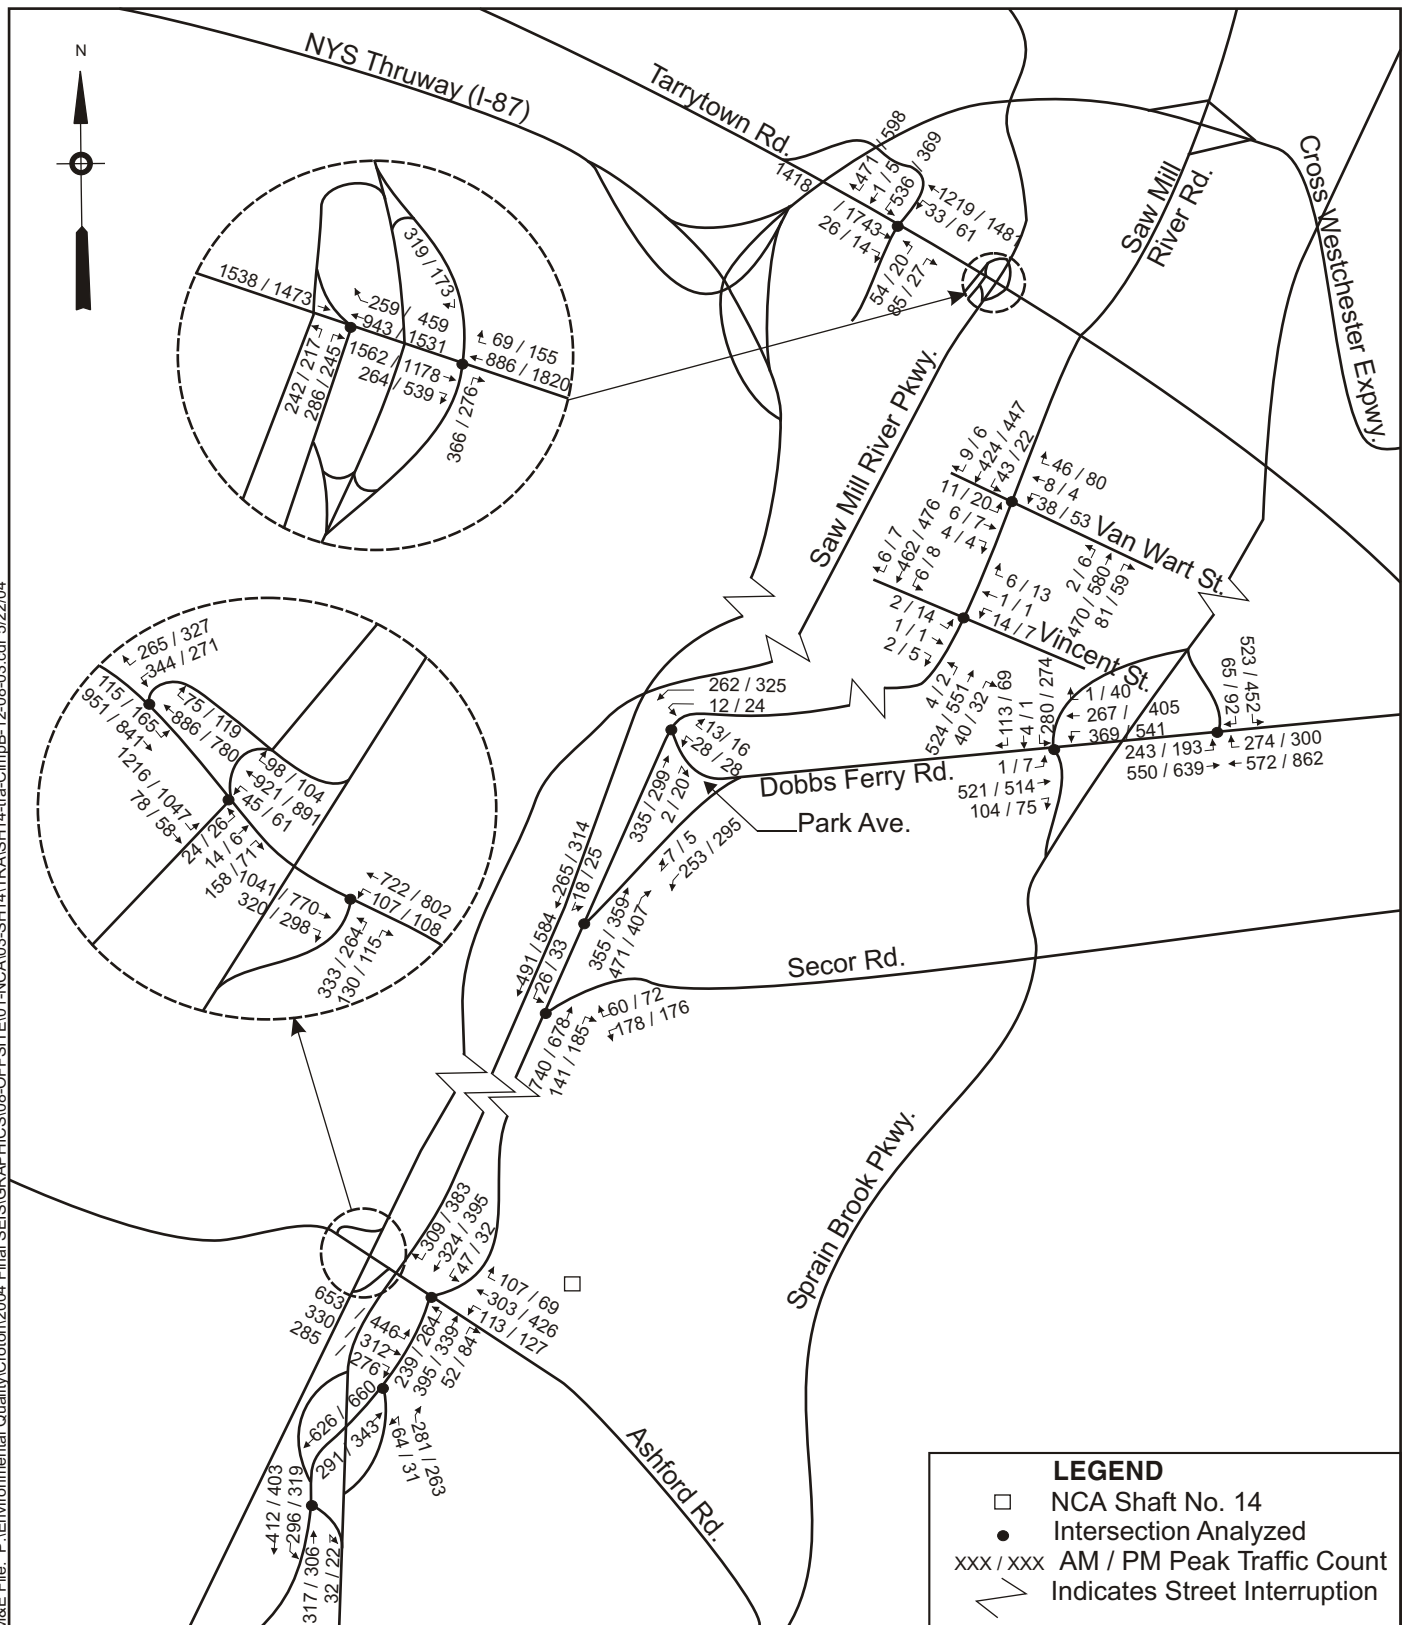 N
NYS Thruway (I-87)
Tarrytown Rd.
Cross Westchester Expwy.
Saw Mill
River Rd.
Saw Mill River Pkwy.
1418
/ 1743
26 / 14
471 / 598
1 / 5
536 / 369
1219 / 148
33 / 61
54 / 20
85 / 27
1538 / 1473
319 / 173
259 / 459
943 / 1531
69 / 155
886 / 1820
1562 / 1178
264 / 539
242 / 217
286 / 245
366 / 276
9 / 6
424 / 447
43 / 22
46 / 80
8 / 4
38 / 53
11 / 20
6 / 7
4 / 4
Van Wart St.
2 / 6
470 / 580
81 / 59
6 / 7
462 / 476
6 / 8
6 / 13
1 / 1
14 / 7
2 / 14
1 / 1
2 / 5
Vincent St.
4 / 2
524 / 551
40 / 32
265 / 327
344 / 271
115 / 165
951 / 841
75 / 119
886 / 780
98 / 104
921 / 891
45 / 61
1216 / 1047
78 / 58
24 / 26
14 / 6
158 / 71
1041 / 770
320 / 298
722 / 802
107 / 108
333 / 264
130 / 115
262 / 325
12 / 24
13 / 16
28 / 28
335 / 299
2 / 20
113 / 69
4 / 1
280 / 274
1 / 40
267 / 405
369 / 541
1 / 7
521 / 514
104 / 75
523 / 452
65 / 92
243 / 193
550 / 639
274 / 300
572 / 862
Dobbs Ferry Rd.
Park Ave.
265 / 314
18 / 25
7 / 5
253 / 295
355 / 359
471 / 407
491 / 584
26 / 33
Secor Rd.
60 / 72
178 / 176
740 / 678
141 / 185
Sprain Brook Pkwy.
309 / 383
324 / 395
47 / 32
107 / 69
303 / 426
113 / 127
653 / 446
330 / 312
285 / 276
239 / 264
395 / 339
52 / 84
626 / 660
291 / 343
281 / 263
64 / 31
412 / 403
296 / 319
317 / 306
32 / 22
Ashford Rd.
LEGEND
NCA Shaft No. 14
Intersection Analyzed
XXX / XXX AM / PM Peak Traffic Count
Indicates Street Interruption